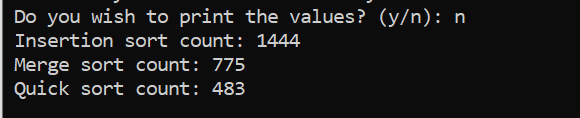 Do you wish to print the values? (y/n): n
Insertion sort count: 1444
Merge sort count: 775
Quick sort count: 483